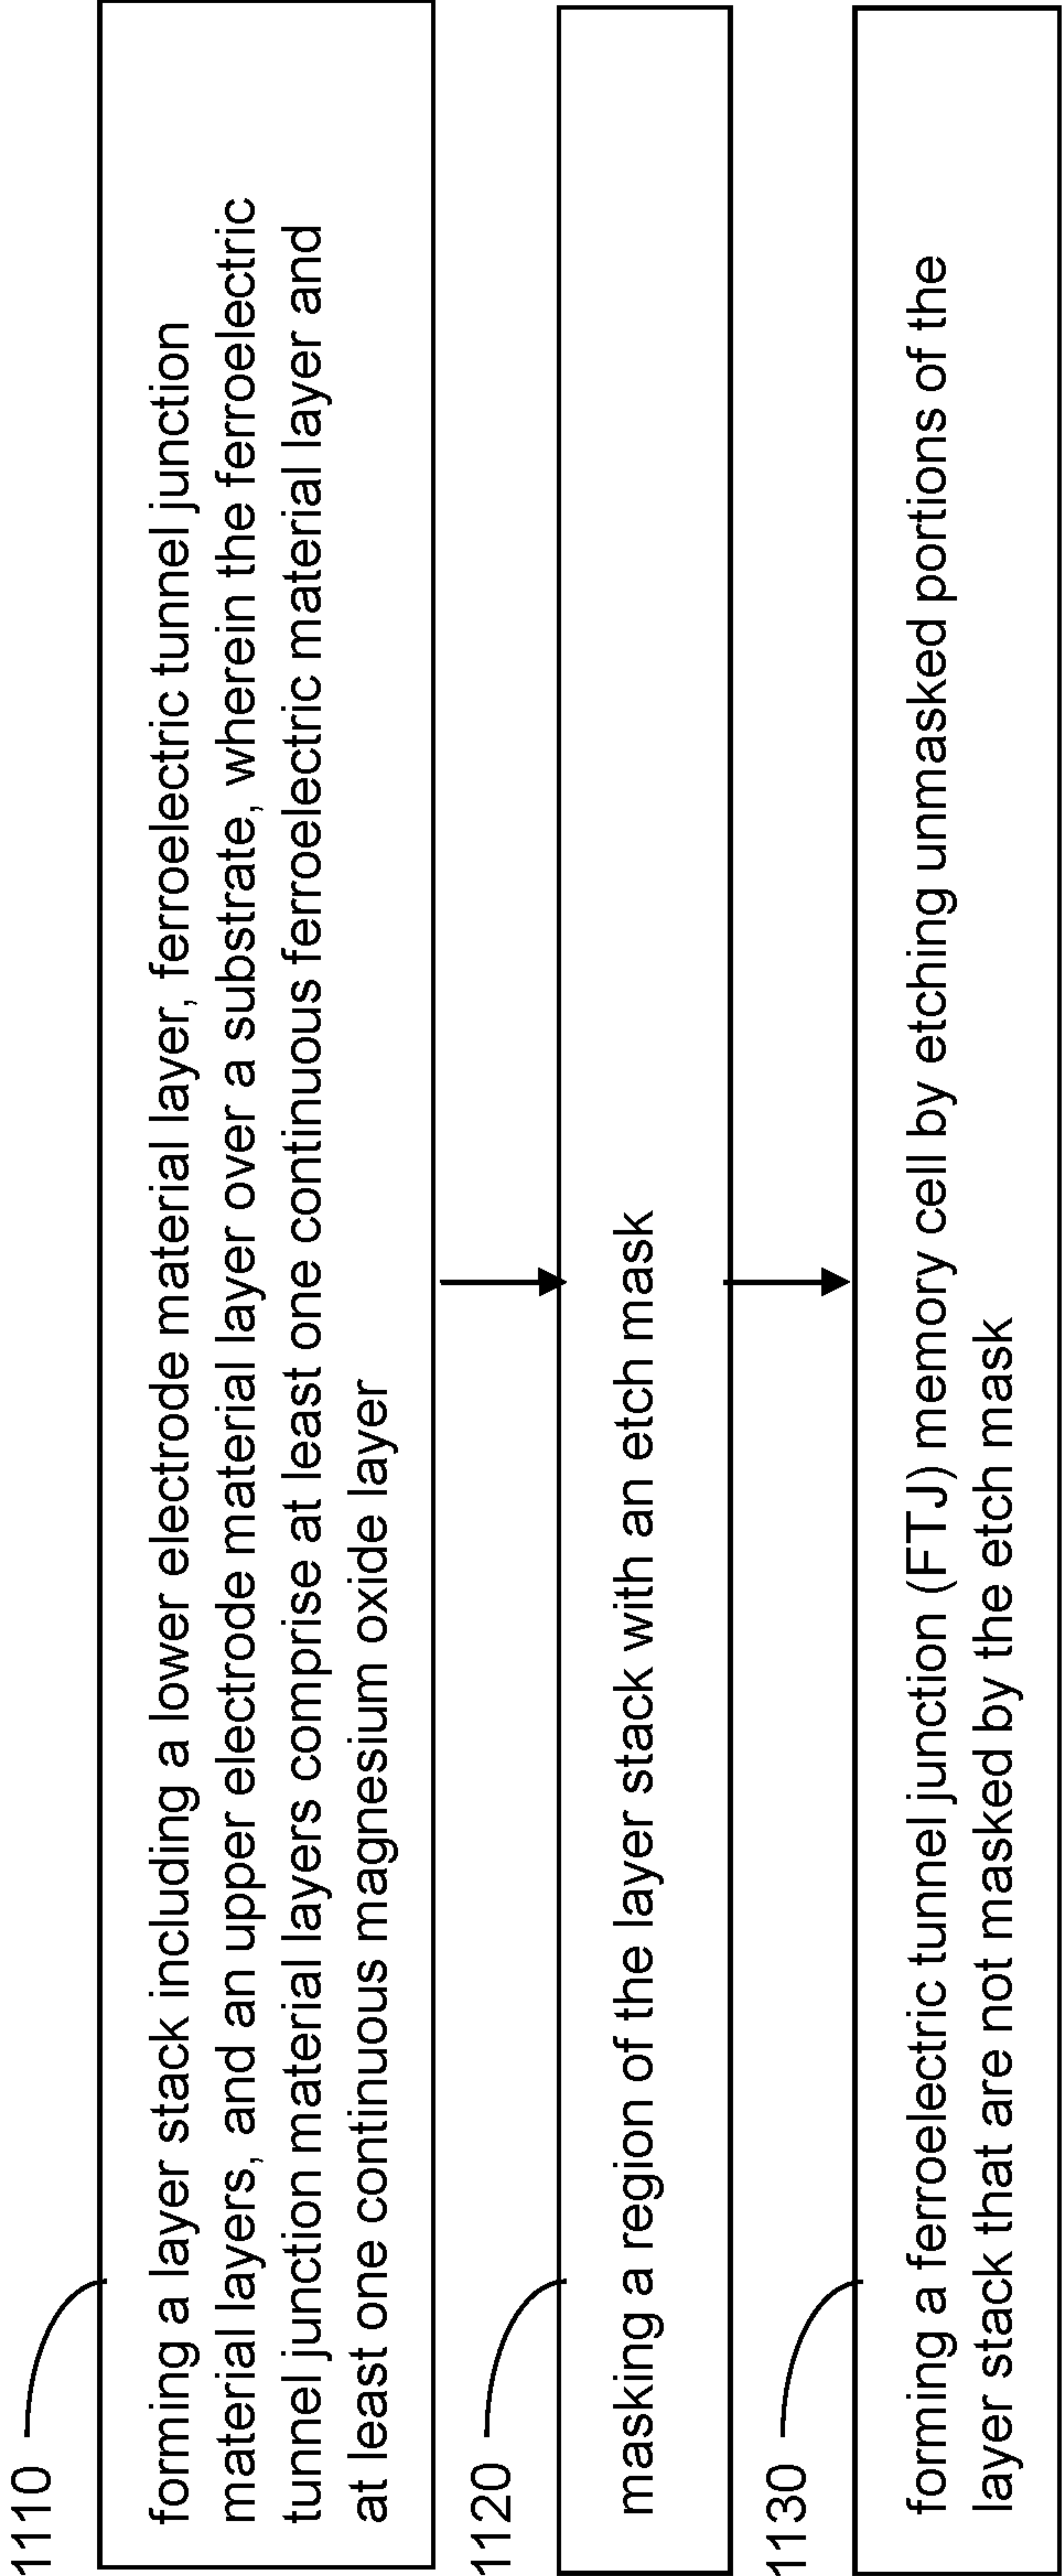 1110
forming a layer stack including a lower electrode material layer, ferroelectric tunnel junction
material layers, and an upper electrode material layer over a substrate, wherein the ferroelectric
tunnel junction material layers comprise at least one continuous ferroelectric material layer and
at least one continuous magnesium oxide layer
1120
masking a region of the layer stack with an etch mask
1130
forming a ferroelectric tunnel junction (FTJ) memory cell by etching unmasked portions of the
layer stack that are not masked by the etch mask